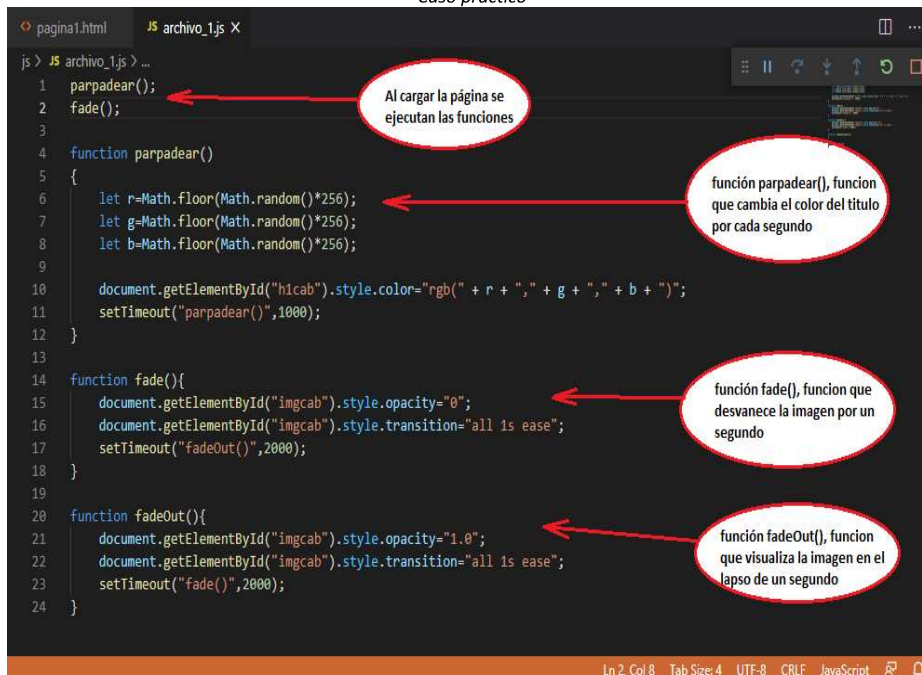 Caso práctico
pagina1.html JS archivo_1.js X
js > JS archivo_1.js > ...
1 parpadear();
2 fade();
3
4 function parpadear()
5 {
6 let r=Math.floor(Math.random()*256);
7 let g=Math.floor(Math.random()*256);
8 let b=Math.floor(Math.random()*256);
9
10 document.getElementById("h1cab").style.color="rgb(" + r + "," + g + "," + b + ")";
11 setTimeout("parpadear()",1000);
12 }
13
14 function fade(){
15 document.getElementById("imgcab").style.opacity="0";
16 document.getElementById("imgcab").style.transition="all 1s ease";
17 setTimeout("fadeOut()",2000);
18 }
19
20 function fadeOut(){
21 document.getElementById("imgcab").style.opacity="1.0";
22 document.getElementById("imgcab").style.transition="all 1s ease";
23 setTimeout("fade()",2000);
24 }
Al cargar la página se
ejecutan las funciones
función parpadear(), funcion
que cambia el color del titulo
por cada segundo
función fade(), funcion que
desvanece la imagen por un
segundo
función fadeOut(), funcion
que visualiza la imagen en el
lapso de un segundo
Ln 2, Col 8 Tab Size: 4 UTF-8 CRLF JavaScript